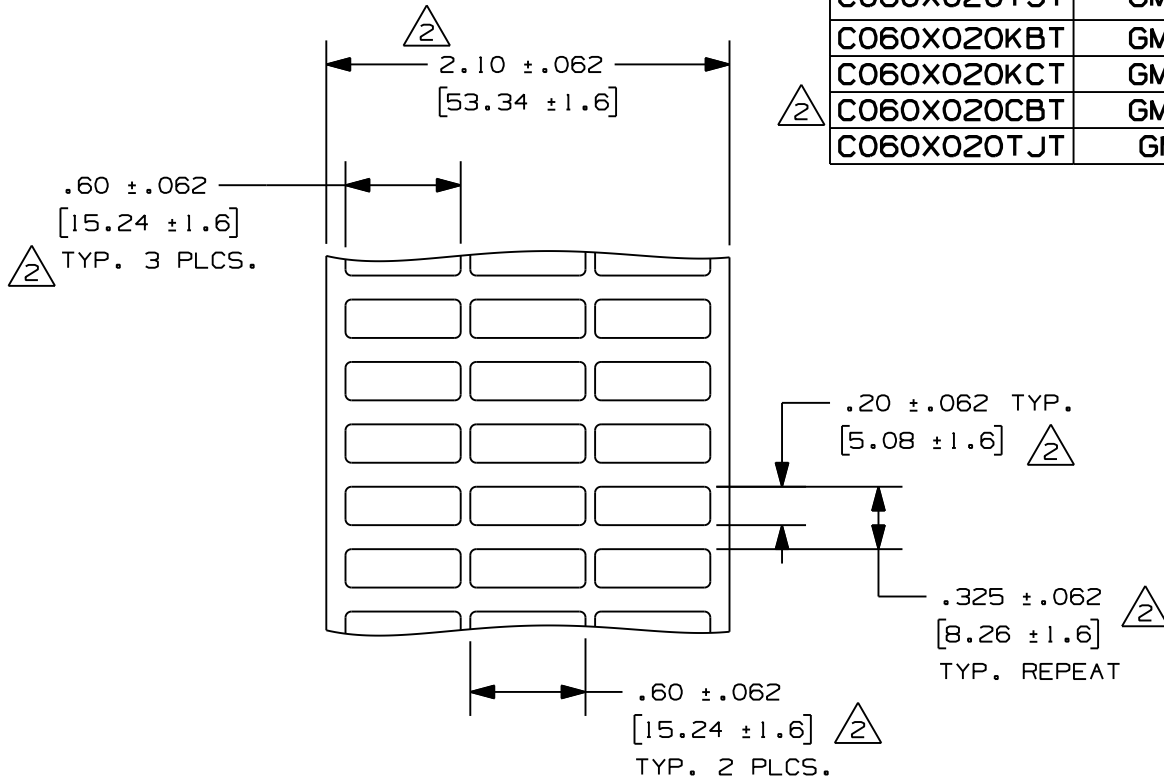 2
2.10 ±.062
[53.34 ±1.6]
C060X020KBT GM
C060X020KCT GM
2 C060X020CBT GM
C060X020TJT
.60 ±.062
[15.24 ±1.6]
2 TYP. 3 PLCS.
.20 ±.062 TYP.
[5.08 ±1.6] 2
.325 ±.062 2
[8.26 ±1.6]
TYP. REPEAT
.60 ±.062
[15.24 ±1.6] 2
TYP. 2 PLCS.